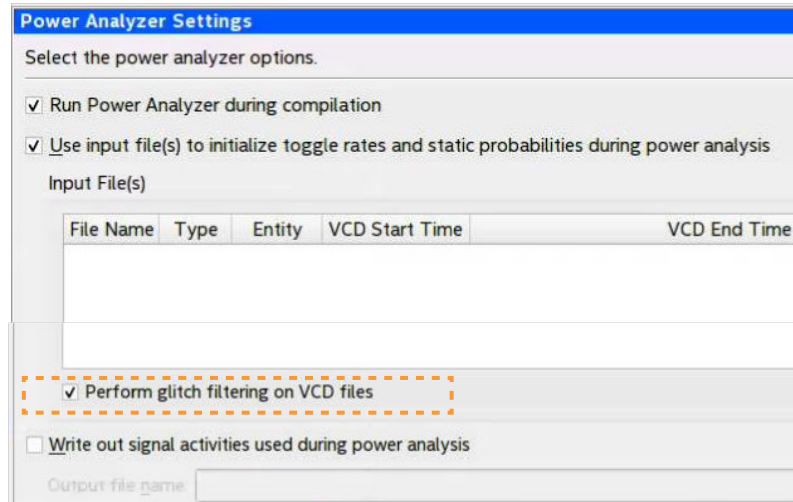 Power Analyzer Settings
Select the power analyzer options.
Run Power Analyzer during compilation
Use input file(s) to initialize toggle rates and static probabilities during power analysis
Input File(s)
File Name Type Entity VCD Start Time VCD End Time
Perform glitch filtering on VCD files
Write out signal activities used during power analysis
Output file name